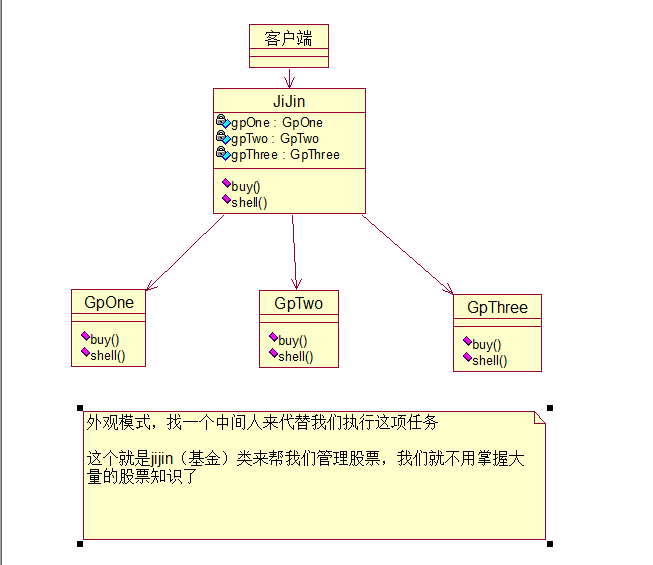 客户端
JiJin
gpOne : GpOne
gpTwo : GpTwo
gpThree : GpThree
buy()
shell()
GpOne
buy()
shell()
GpTwo
buy()
shell()
GpThree
buy()
shell()
外观模式，找一个中间人来代替我们执行这项任务
这个就是jijin（基金）类来帮我们管理股票，我们就不用掌握大
量的股票知识了